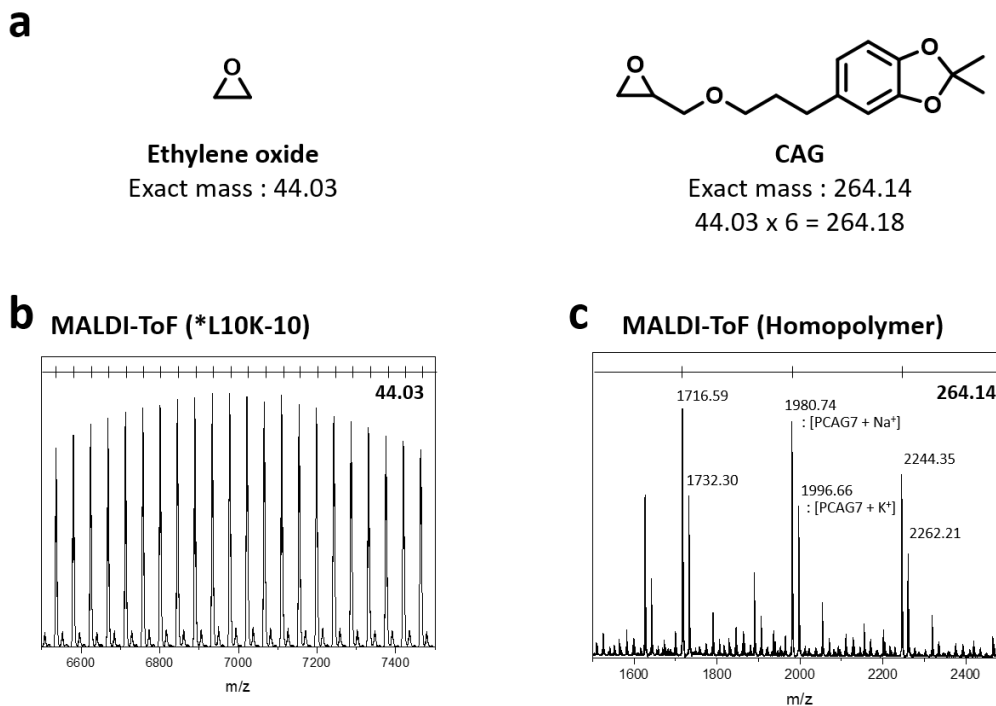 a
O
Ethylene oxide
Exact mass : 44.03
O
O
O
O
CAG
Exact mass : 264.14
44.03 x 6 = 264.18
b MALDI-ToF (*L10K-10)
44.03
6600 6800 7000 7200 7400
m/z
c MALDI-ToF (Homopolymer)
264.14
1716.59
1732.30
1980.74
: [PCAG7 + Na⁺]
1996.66
: [PCAG7 + K⁺]
2244.35
2262.21
1600 1800 2000 2200 2400
m/z